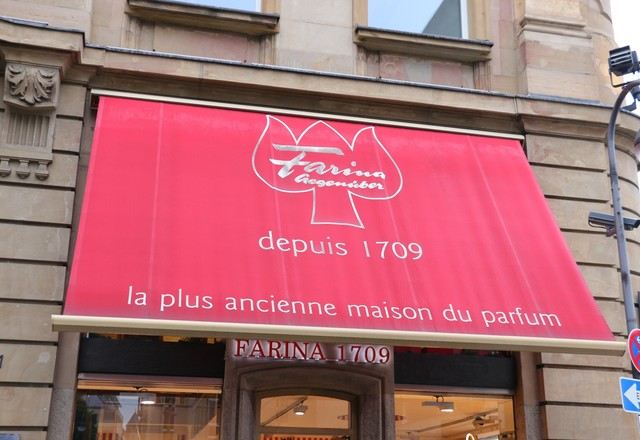 Farina
Gegenüber
depuis 1709
la plus ancienne maison du parfum
FARINA 1709